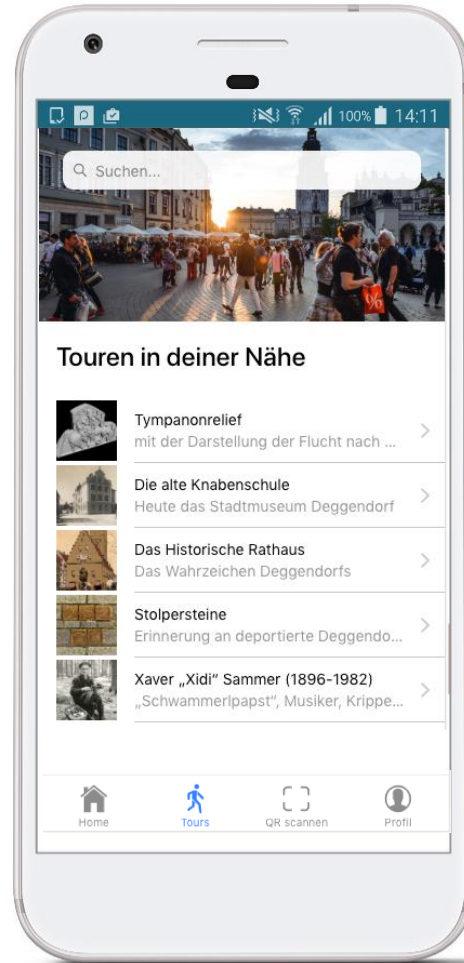 100% 14:11
Suchen...
%
Touren in deiner Nähe
Tympanonrelief
mit der Darstellung der Flucht nach ...
Die alte Knabenschule
Heute das Stadtmuseum Deggendorf
Das Historische Rathaus
Das Wahrzeichen Deggendorfs
Stolpersteine
Erinnerung an deportierte Deggendo...
Xaver „Xidi“ Sammer (1896-1982)
„Schwammerlpapst“, Musiker, Krippe...
Home Tours QR scannen Profil